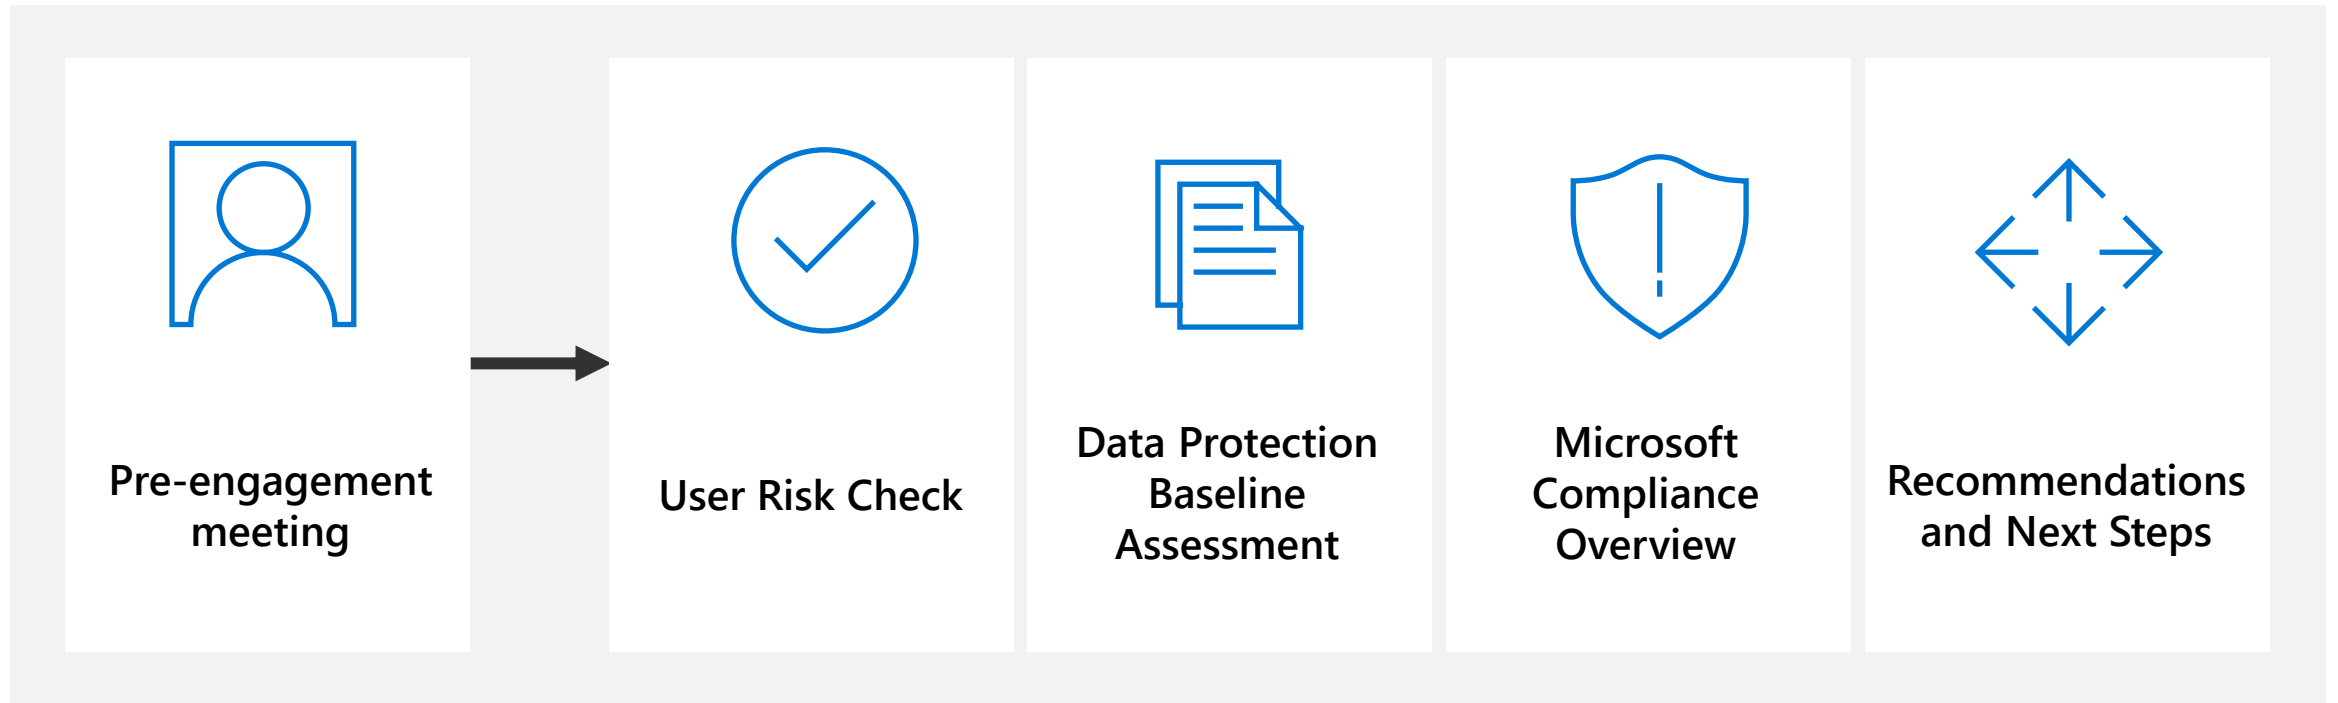 Pre-engagement
meeting
User Risk Check
Data Protection
Baseline
Assessment
Microsoft
Compliance
Overview
Recommendations
and Next Steps